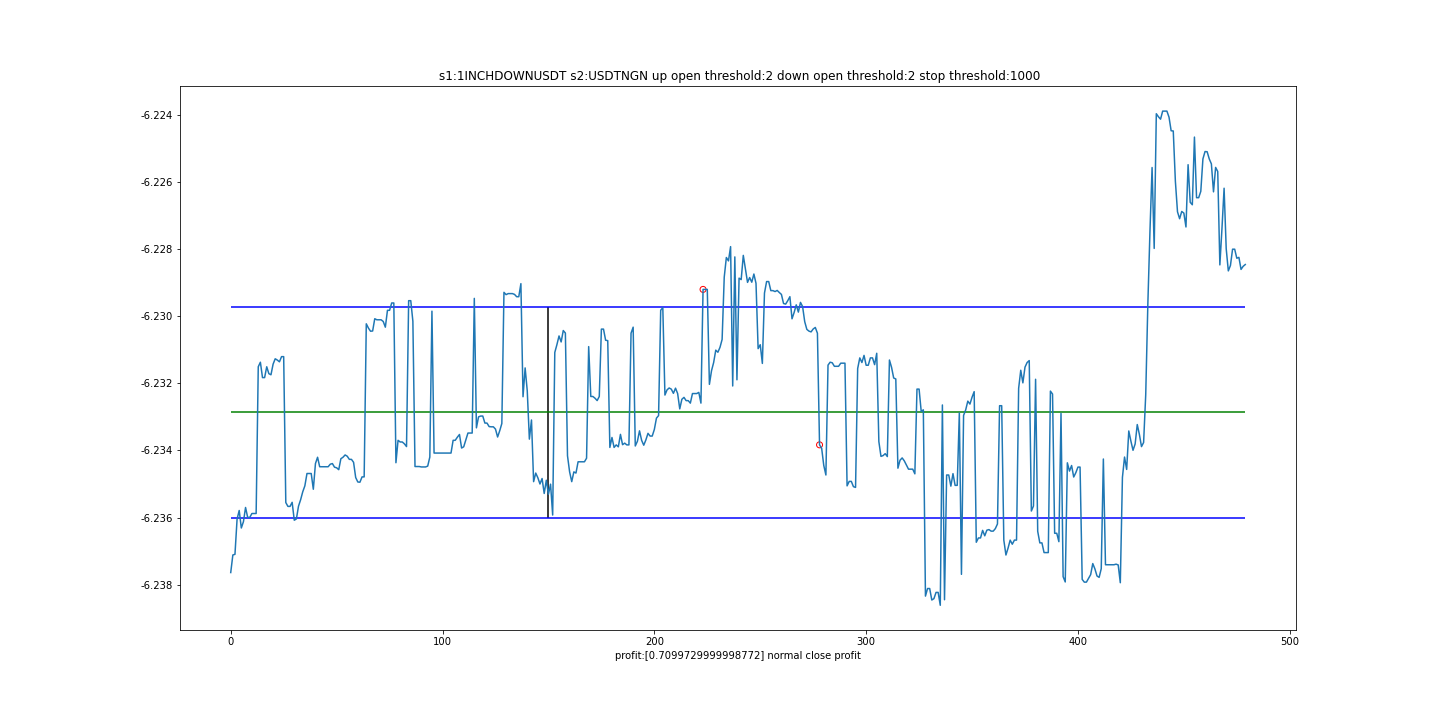 s1:1INCHDOWNUSDT s2:USDTNGN up open threshold:2 down open threshold:2 stop threshold:1000
-6.224
-6.226
-6.228
-6.230
-6.232
-6.234
-6.236
-6.238
0 100 200 300 400 500
profit:[0.7099729999998772] normal close profit